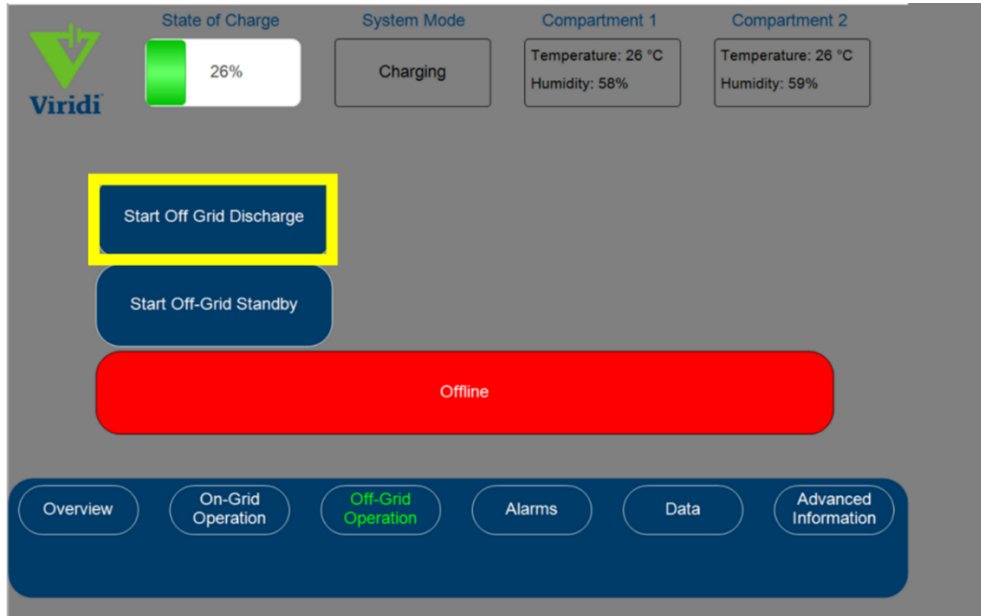 State of Charge
System Mode
Compartment 1
Compartment 2
26%
Charging
Temperature: 26 °C
Humidity: 58%
Temperature: 26 °C
Humidity: 59%
Viridi
Start Off Grid Discharge
Start Off-Grid Standby
Offline
Overview
On-Grid
Operation
Off-Grid
Operation
Alarms
Data
Advanced
Information